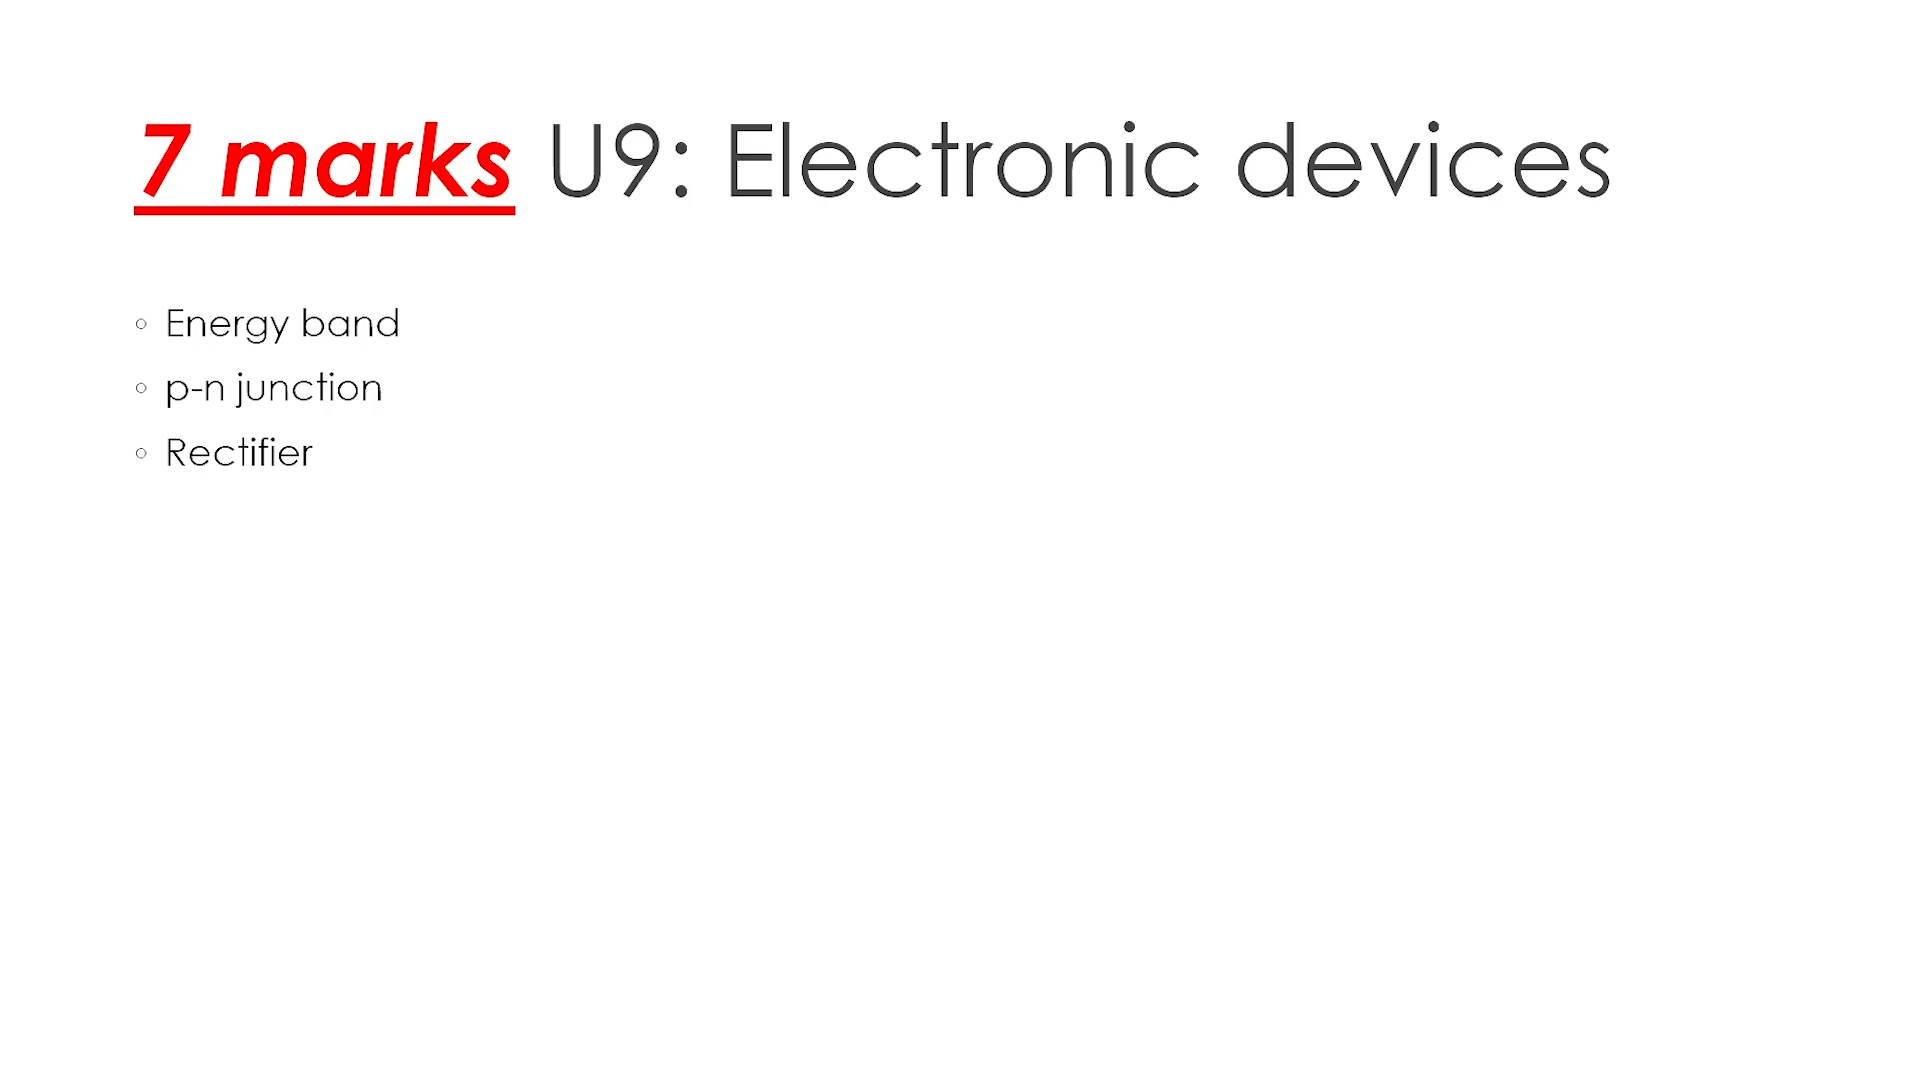 7 marks U9: Electronic devices
◦ Energy band
◦ p-n junction
◦ Rectifier